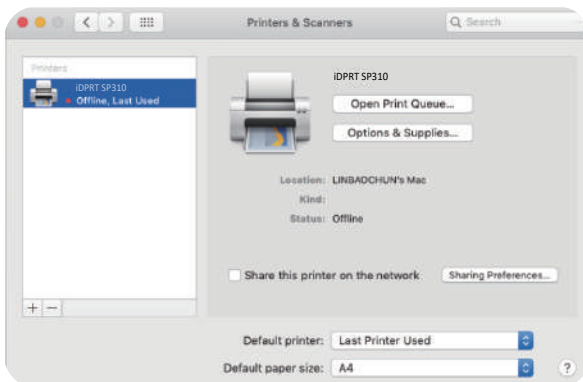 Printers & Scanners
Search
Printers
iDPRT SP310
Offline, Last Used
iDPRT SP310
Open Print Queue...
Options & Supplies...
Location: LINBAOCHUN's Mac
Kind:
Status: Offline
Share this printer on the network
Sharing Preferences...
+ −
Default printer: Last Printer Used
Default paper size: A4
?